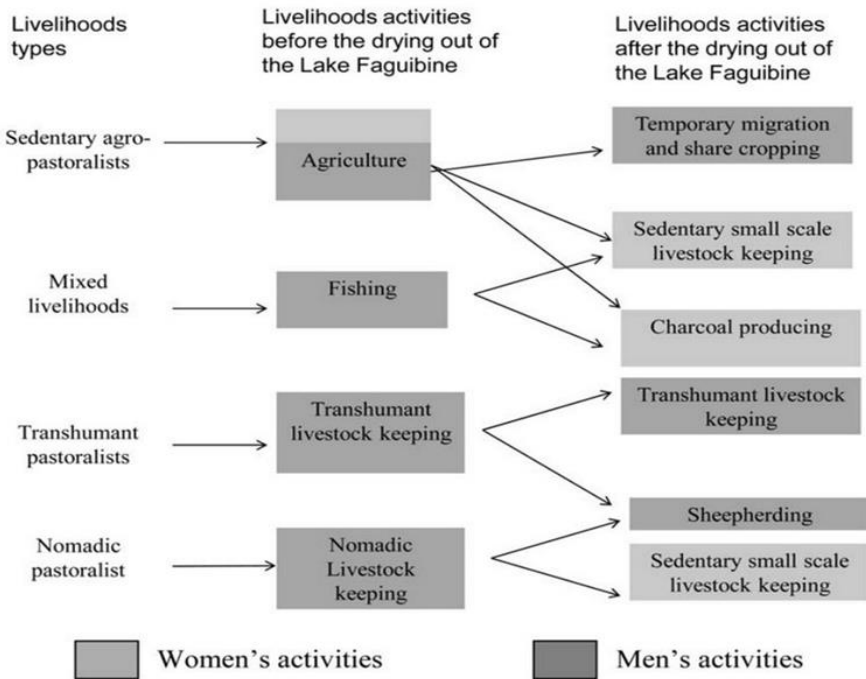 Livelihoods
types
Livelihoods activities
before the drying out of
the Lake Faguibine
Livelihoods activities
after the drying out of
the Lake Faguibine
Sedentary agro-
pastoralists
Agriculture
Temporary migration
and share cropping
Sedentary small scale
livestock keeping
Mixed
livelihoods
Fishing
Charcoal producing
Transhumant
pastoralists
Transhumant
livestock keeping
Transhumant livestock
keeping
Sheepherding
Nomadic
pastoralist
Nomadic
Livestock
keeping
Sedentary small scale
livestock keeping
Women's activities
Men's activities